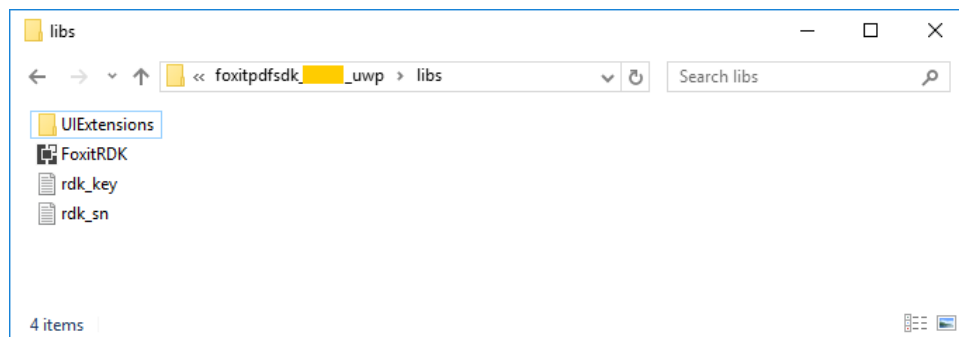 libs
« foxitpdfsdk_ _uwp > libs
Search libs
UIExtensions
FoxitRDK
rdk_key
rdk_sn
4 items